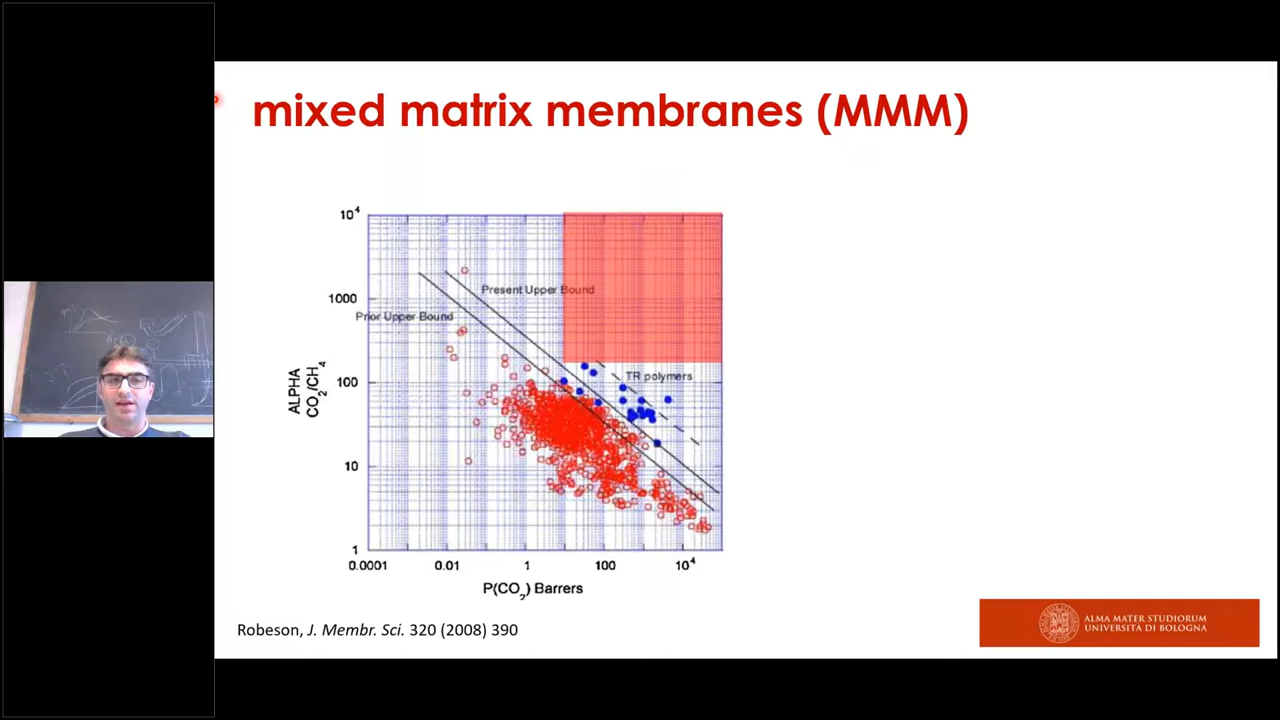 mixed matrix membranes (MMM)
10⁴
1000
100
10
1
ALPHA
CO₂/CH₄
Present Upper Bound
Prior Upper Bound
TR polymers
0.0001 0.01 1 100 10⁴
P(CO₂) Barrers
Robeson, J. Membr. Sci. 320 (2008) 390
ALMA MATER STUDIORUM
UNIVERSITÀ DI BOLOGNA